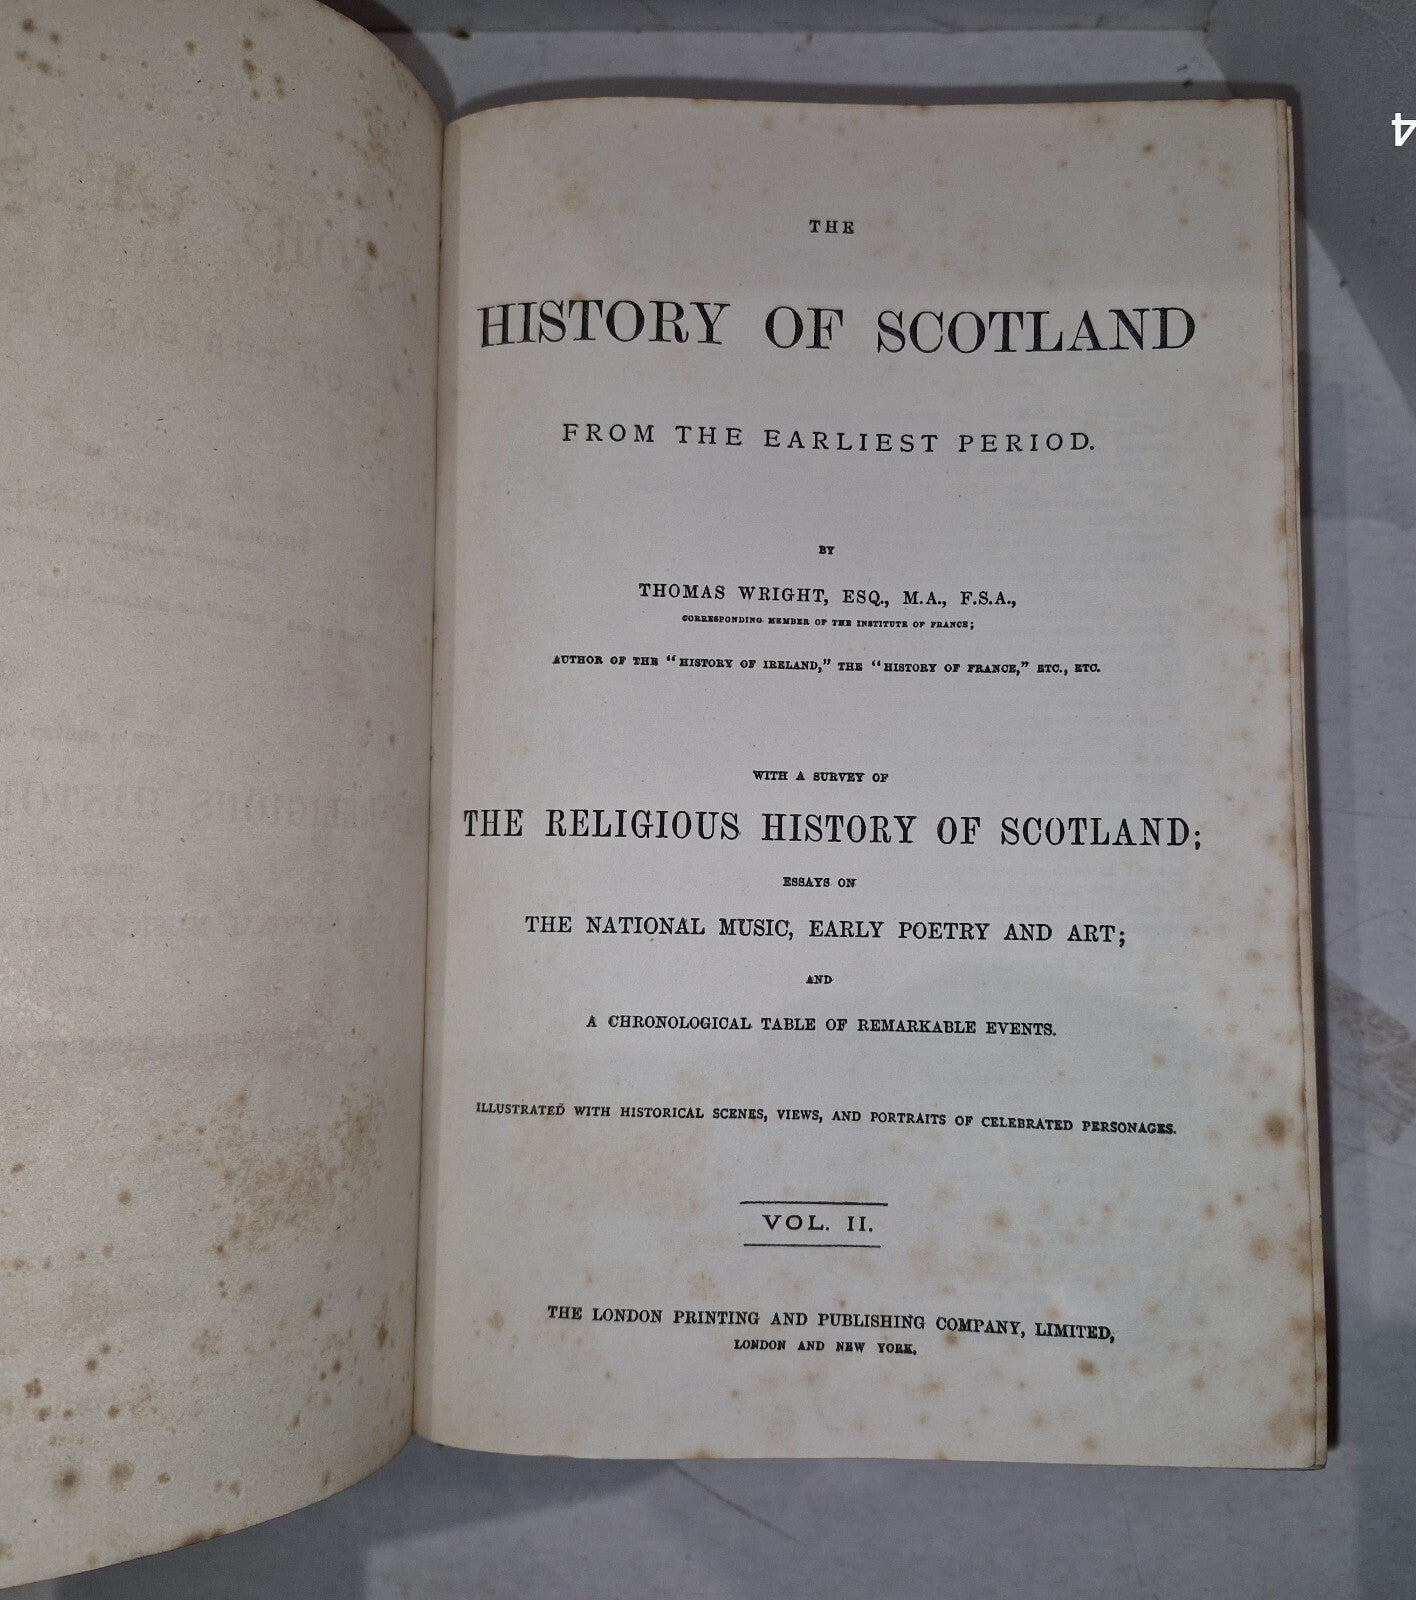 THE
HISTORY OF SCOTLAND
FROM THE EARLIEST PERIOD.
BY
THOMAS WRIGHT, ESQ., M.A., F.S.A.,
CORRESPONDING MEMBER OF THE INSTITUTE OF FRANCE;
AUTHOR OF THE "HISTORY OF IRELAND," THE "HISTORY OF FRANCE," ETC., ETC.
WITH A SURVEY OF
THE RELIGIOUS HISTORY OF SCOTLAND;
ESSAYS ON
THE NATIONAL MUSIC, EARLY POETRY AND ART;
AND
A CHRONOLOGICAL TABLE OF REMARKABLE EVENTS.
ILLUSTRATED WITH HISTORICAL SCENES, VIEWS, AND PORTRAITS OF CELEBRATED PERSONAGES.
VOL. II.
THE LONDON PRINTING AND PUBLISHING COMPANY, LIMITED,
LONDON AND NEW YORK.
4